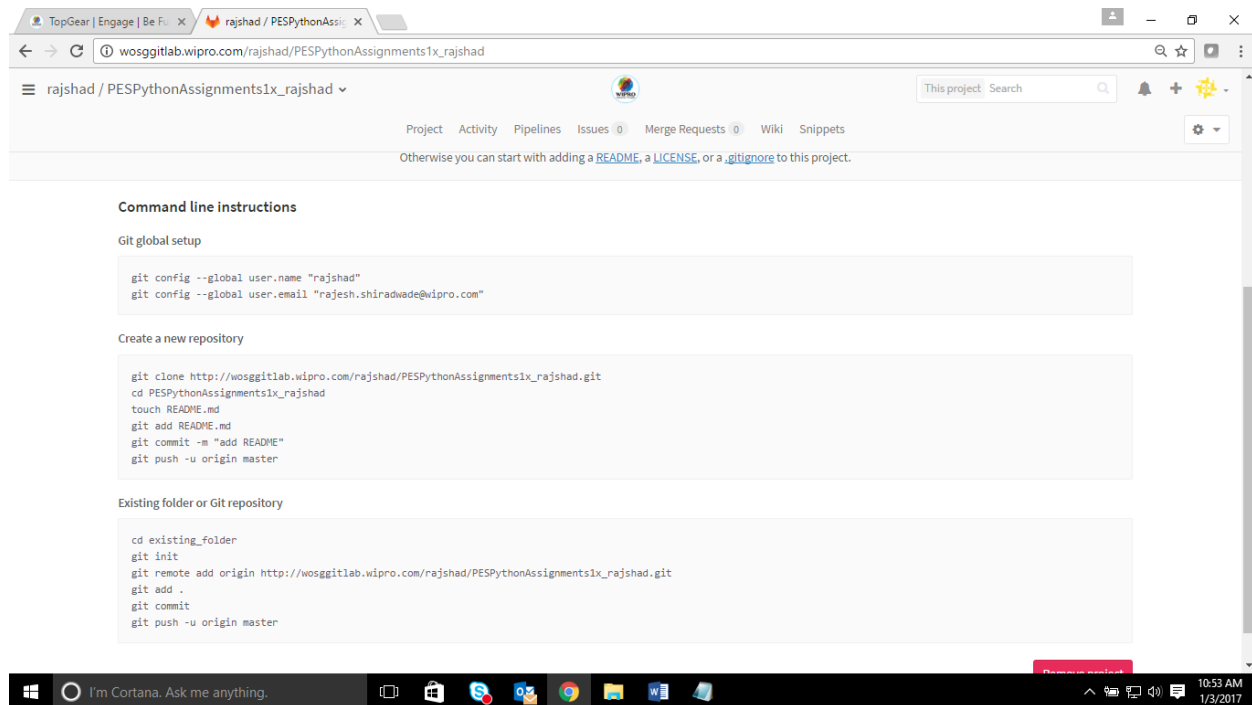 TopGear | Engage | Be Fu
rajshad / PESPythonAssig
wosggitlab.wipro.com/rajshad/PESPythonAssignments1x_rajshad
rajshad / PESPythonAssignments1x_rajshad
WIPRO
This project Search
Project Activity Pipelines Issues 0 Merge Requests 0 Wiki Snippets
Otherwise you can start with adding a README, a LICENSE, or a .gitignore to this project.
Command line instructions
Git global setup
git config --global user.name "rajshad"
git config --global user.email "rajesh.shiradwade@wipro.com"
Create a new repository
git clone http://wosggitlab.wipro.com/rajshad/PESPythonAssignments1x_rajshad.git
cd PESPythonAssignments1x_rajshad
touch README.md
git add README.md
git commit -m "add README"
git push -u origin master
Existing folder or Git repository
cd existing_folder
git init
git remote add origin http://wosggitlab.wipro.com/rajshad/PESPythonAssignments1x_rajshad.git
git add .
git commit
git push -u origin master
Remove project
I'm Cortana. Ask me anything.
10:53 AM
1/3/2017